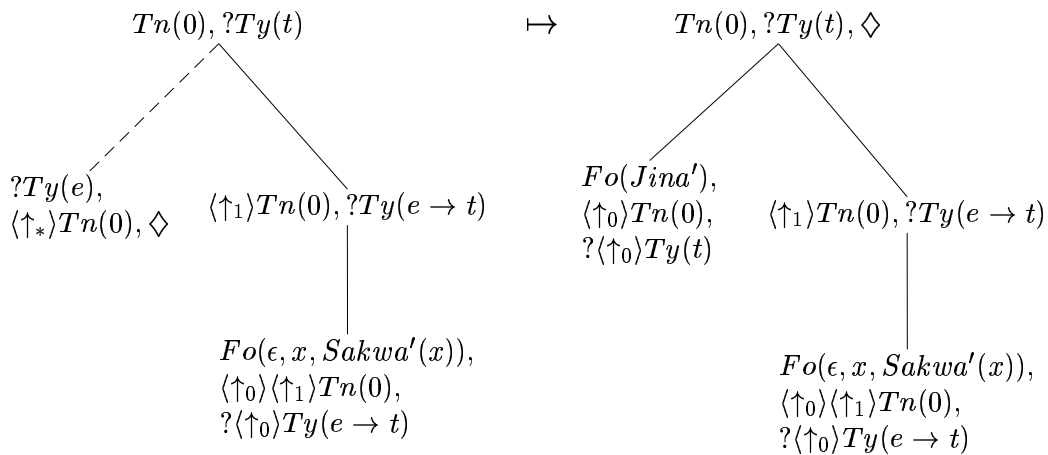 Tn(0), ?Ty(t) ↦ Tn(0), ?Ty(t), ◇
?Ty(e),
⟨↑*⟩Tn(0), ◇
⟨↑1⟩Tn(0), ?Ty(e → t)
Fo(Jina′),
⟨↑0⟩Tn(0),
?⟨↑0⟩Ty(t)
⟨↑1⟩Tn(0), ?Ty(e → t)
Fo(ϵ, x, Sakwa′(x)),
⟨↑0⟩⟨↑1⟩Tn(0),
?⟨↑0⟩Ty(e → t)
Fo(ϵ, x, Sakwa′(x)),
⟨↑0⟩⟨↑1⟩Tn(0),
?⟨↑0⟩Ty(e → t)